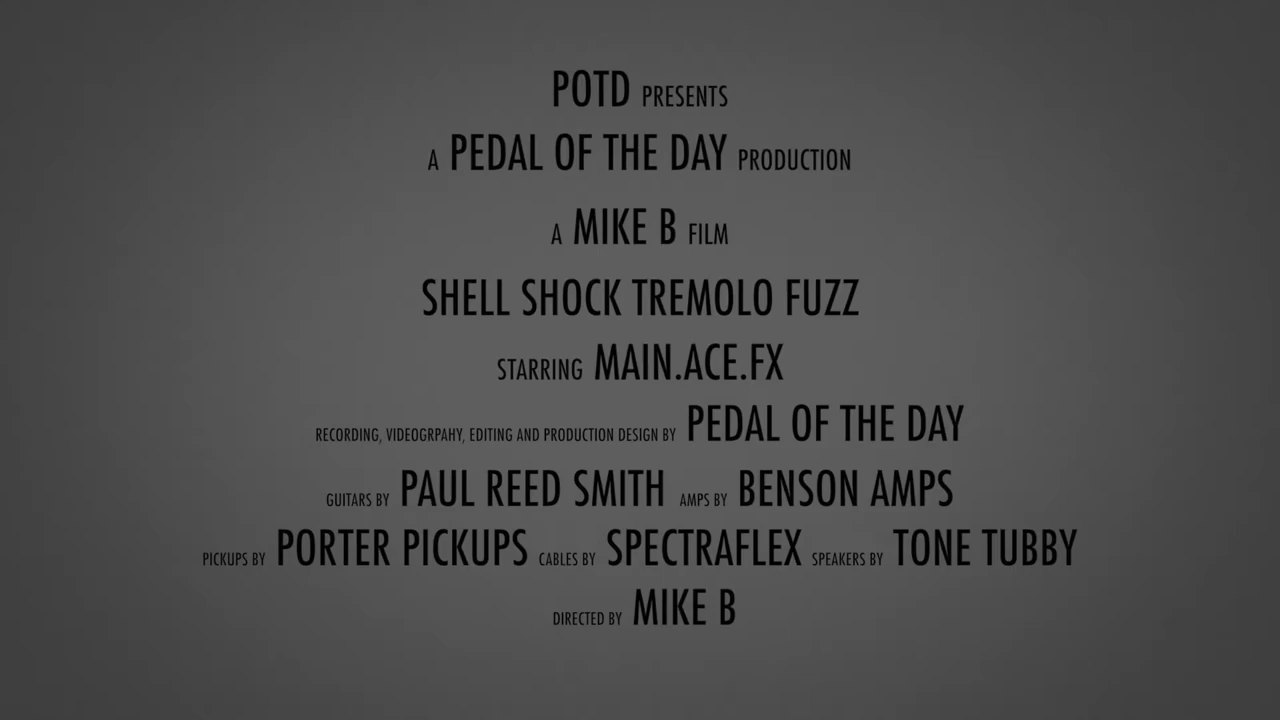 POTD PRESENTS
A PEDAL OF THE DAY PRODUCTION
A MIKE B FILM
SHELL SHOCK TREMOLO FUZZ
STARRING MAIN.ACE.FX
RECORDING, VIDEOGRPAHY, EDITING AND PRODUCTION DESIGN BY PEDAL OF THE DAY
GUITARS BY PAUL REED SMITH AMPS BY BENSON AMPS
PICKUPS BY PORTER PICKUPS CABLES BY SPECTRAFLEX SPEAKERS BY TONE TUBBY
DIRECTED BY MIKE B